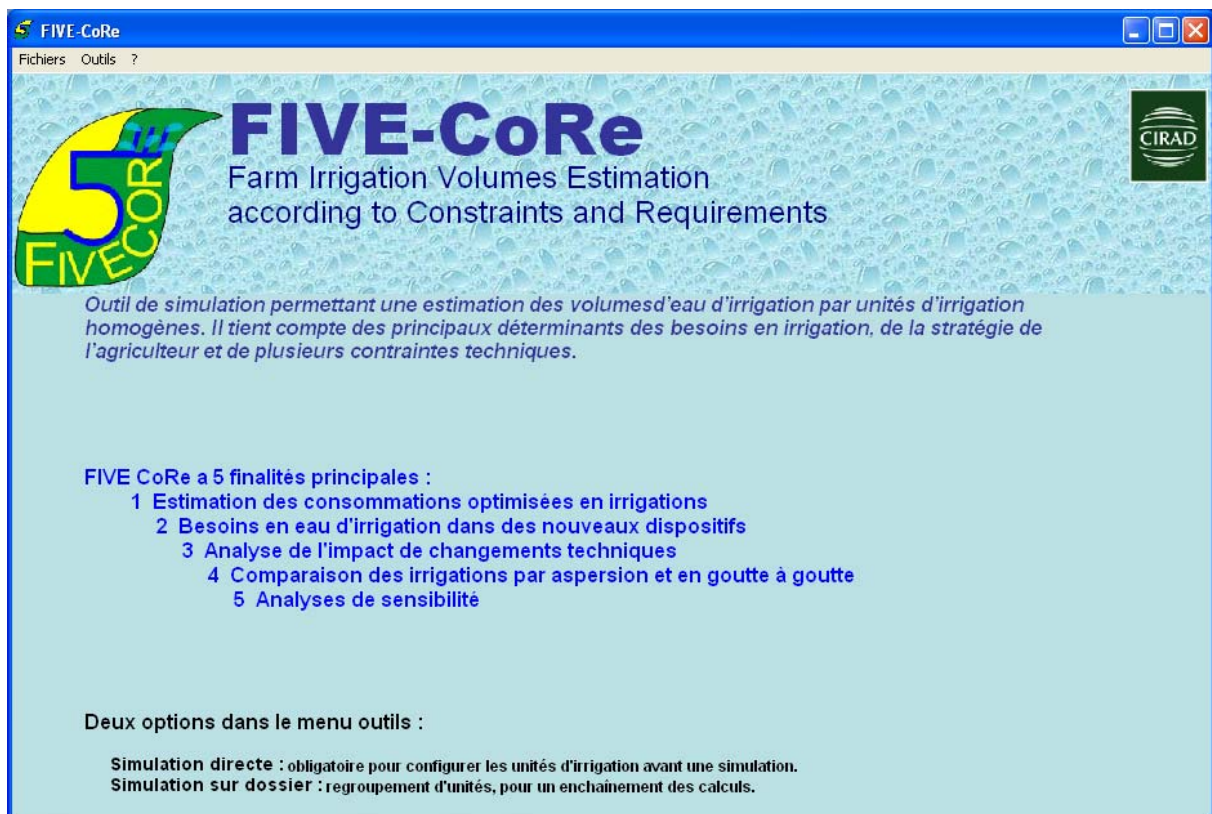 FIVE-CoRe
Fichiers Outils ?
5
FIVECORE
FIVE-CoRe
Farm Irrigation Volumes Estimation
according to Constraints and Requirements
CIRAD
Outil de simulation permettant une estimation des volumesd'eau d'irrigation par unités d'irrigation
homogènes. Il tient compte des principaux déterminants des besoins en irrigation, de la stratégie de
l'agriculteur et de plusieurs contraintes techniques.
FIVE CoRe a 5 finalités principales :
1 Estimation des consommations optimisées en irrigations
2 Besoins en eau d'irrigation dans des nouveaux dispositifs
3 Analyse de l'impact de changements techniques
4 Comparaison des irrigations par aspersion et en goutte à goutte
5 Analyses de sensibilité
Deux options dans le menu outils :
Simulation directe : obligatoire pour configurer les unités d'irrigation avant une simulation.
Simulation sur dossier : regroupement d'unités, pour un enchaînement des calculs.